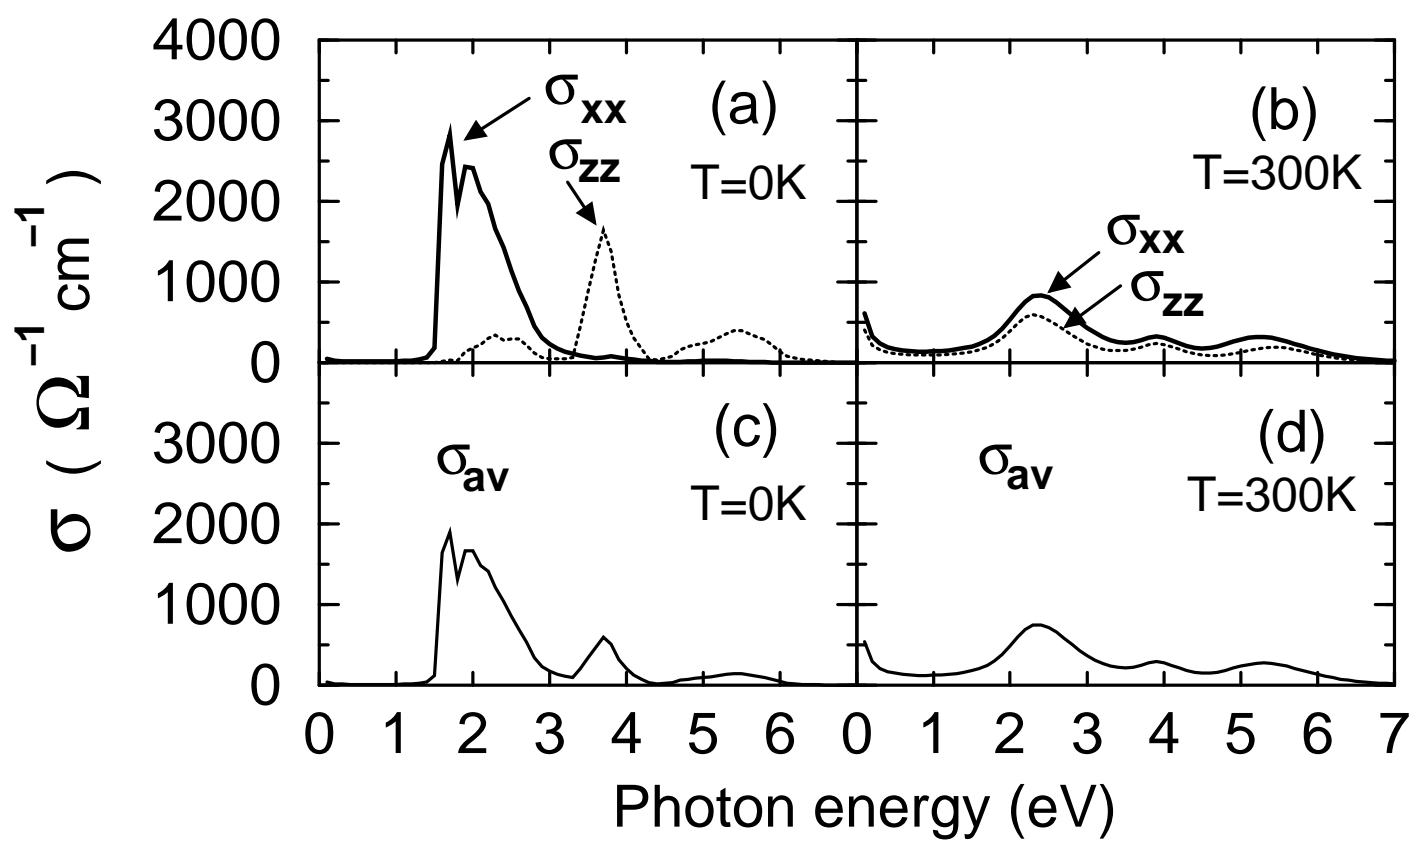 4000
3000
2000
1000
0
σxx
σzz
(a)
T=0K
(b)
T=300K
σxx
σzz
3000
2000
1000
0
σav
(c)
T=0K
σav
(d)
T=300K
0 1 2 3 4 5 6 0 1 2 3 4 5 6 7
Photon energy (eV)
σ ( Ω−1 cm−1 )